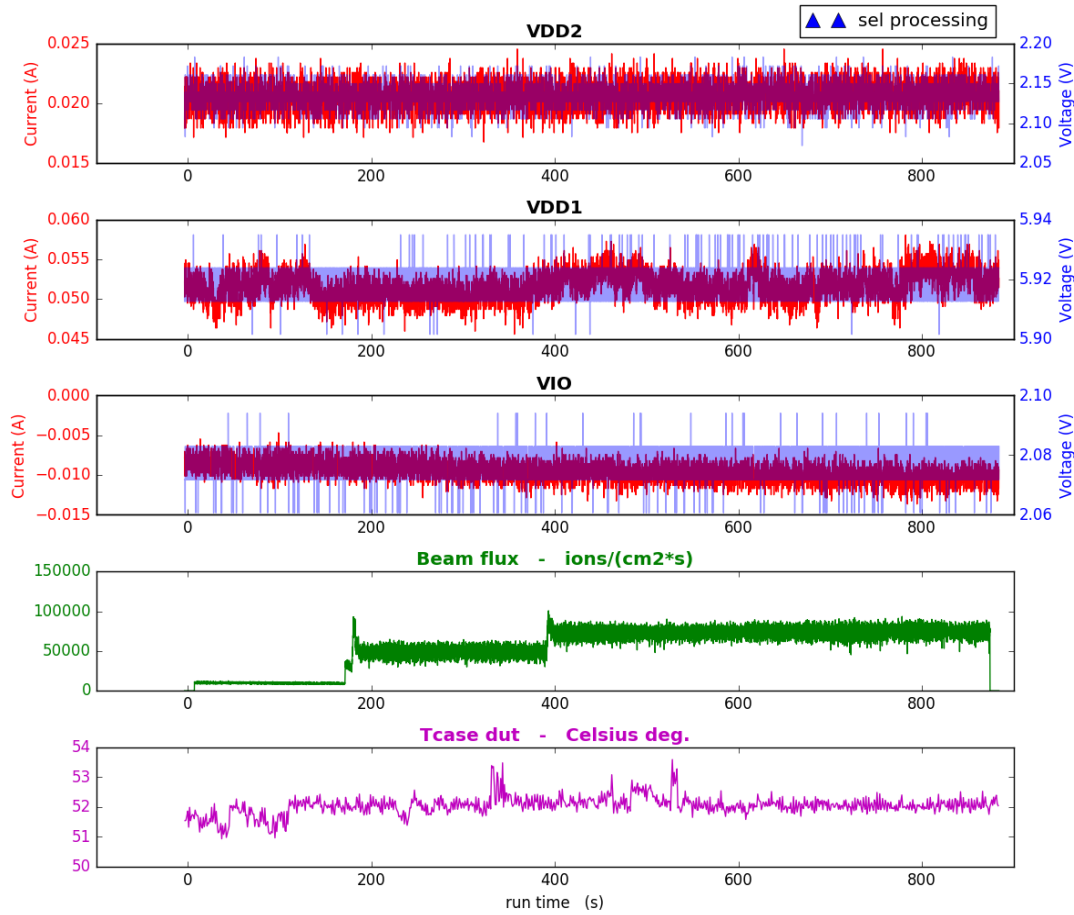 ▲ ▲ sel processing
VDD2
0.025
0.020
0.015
Current (A)
2.20
2.15
2.10
2.05
Voltage (V)
0 200 400 600 800
VDD1
0.060
0.055
0.050
0.045
Current (A)
5.94
5.92
5.90
Voltage (V)
0 200 400 600 800
VIO
0.000
−0.005
−0.010
−0.015
Current (A)
2.10
2.08
2.06
Voltage (V)
0 200 400 600 800
Beam flux - ions/(cm2*s)
150000
100000
50000
0
0 200 400 600 800
Tcase dut - Celsius deg.
54
53
52
51
50
0 200 400 600 800
run time (s)